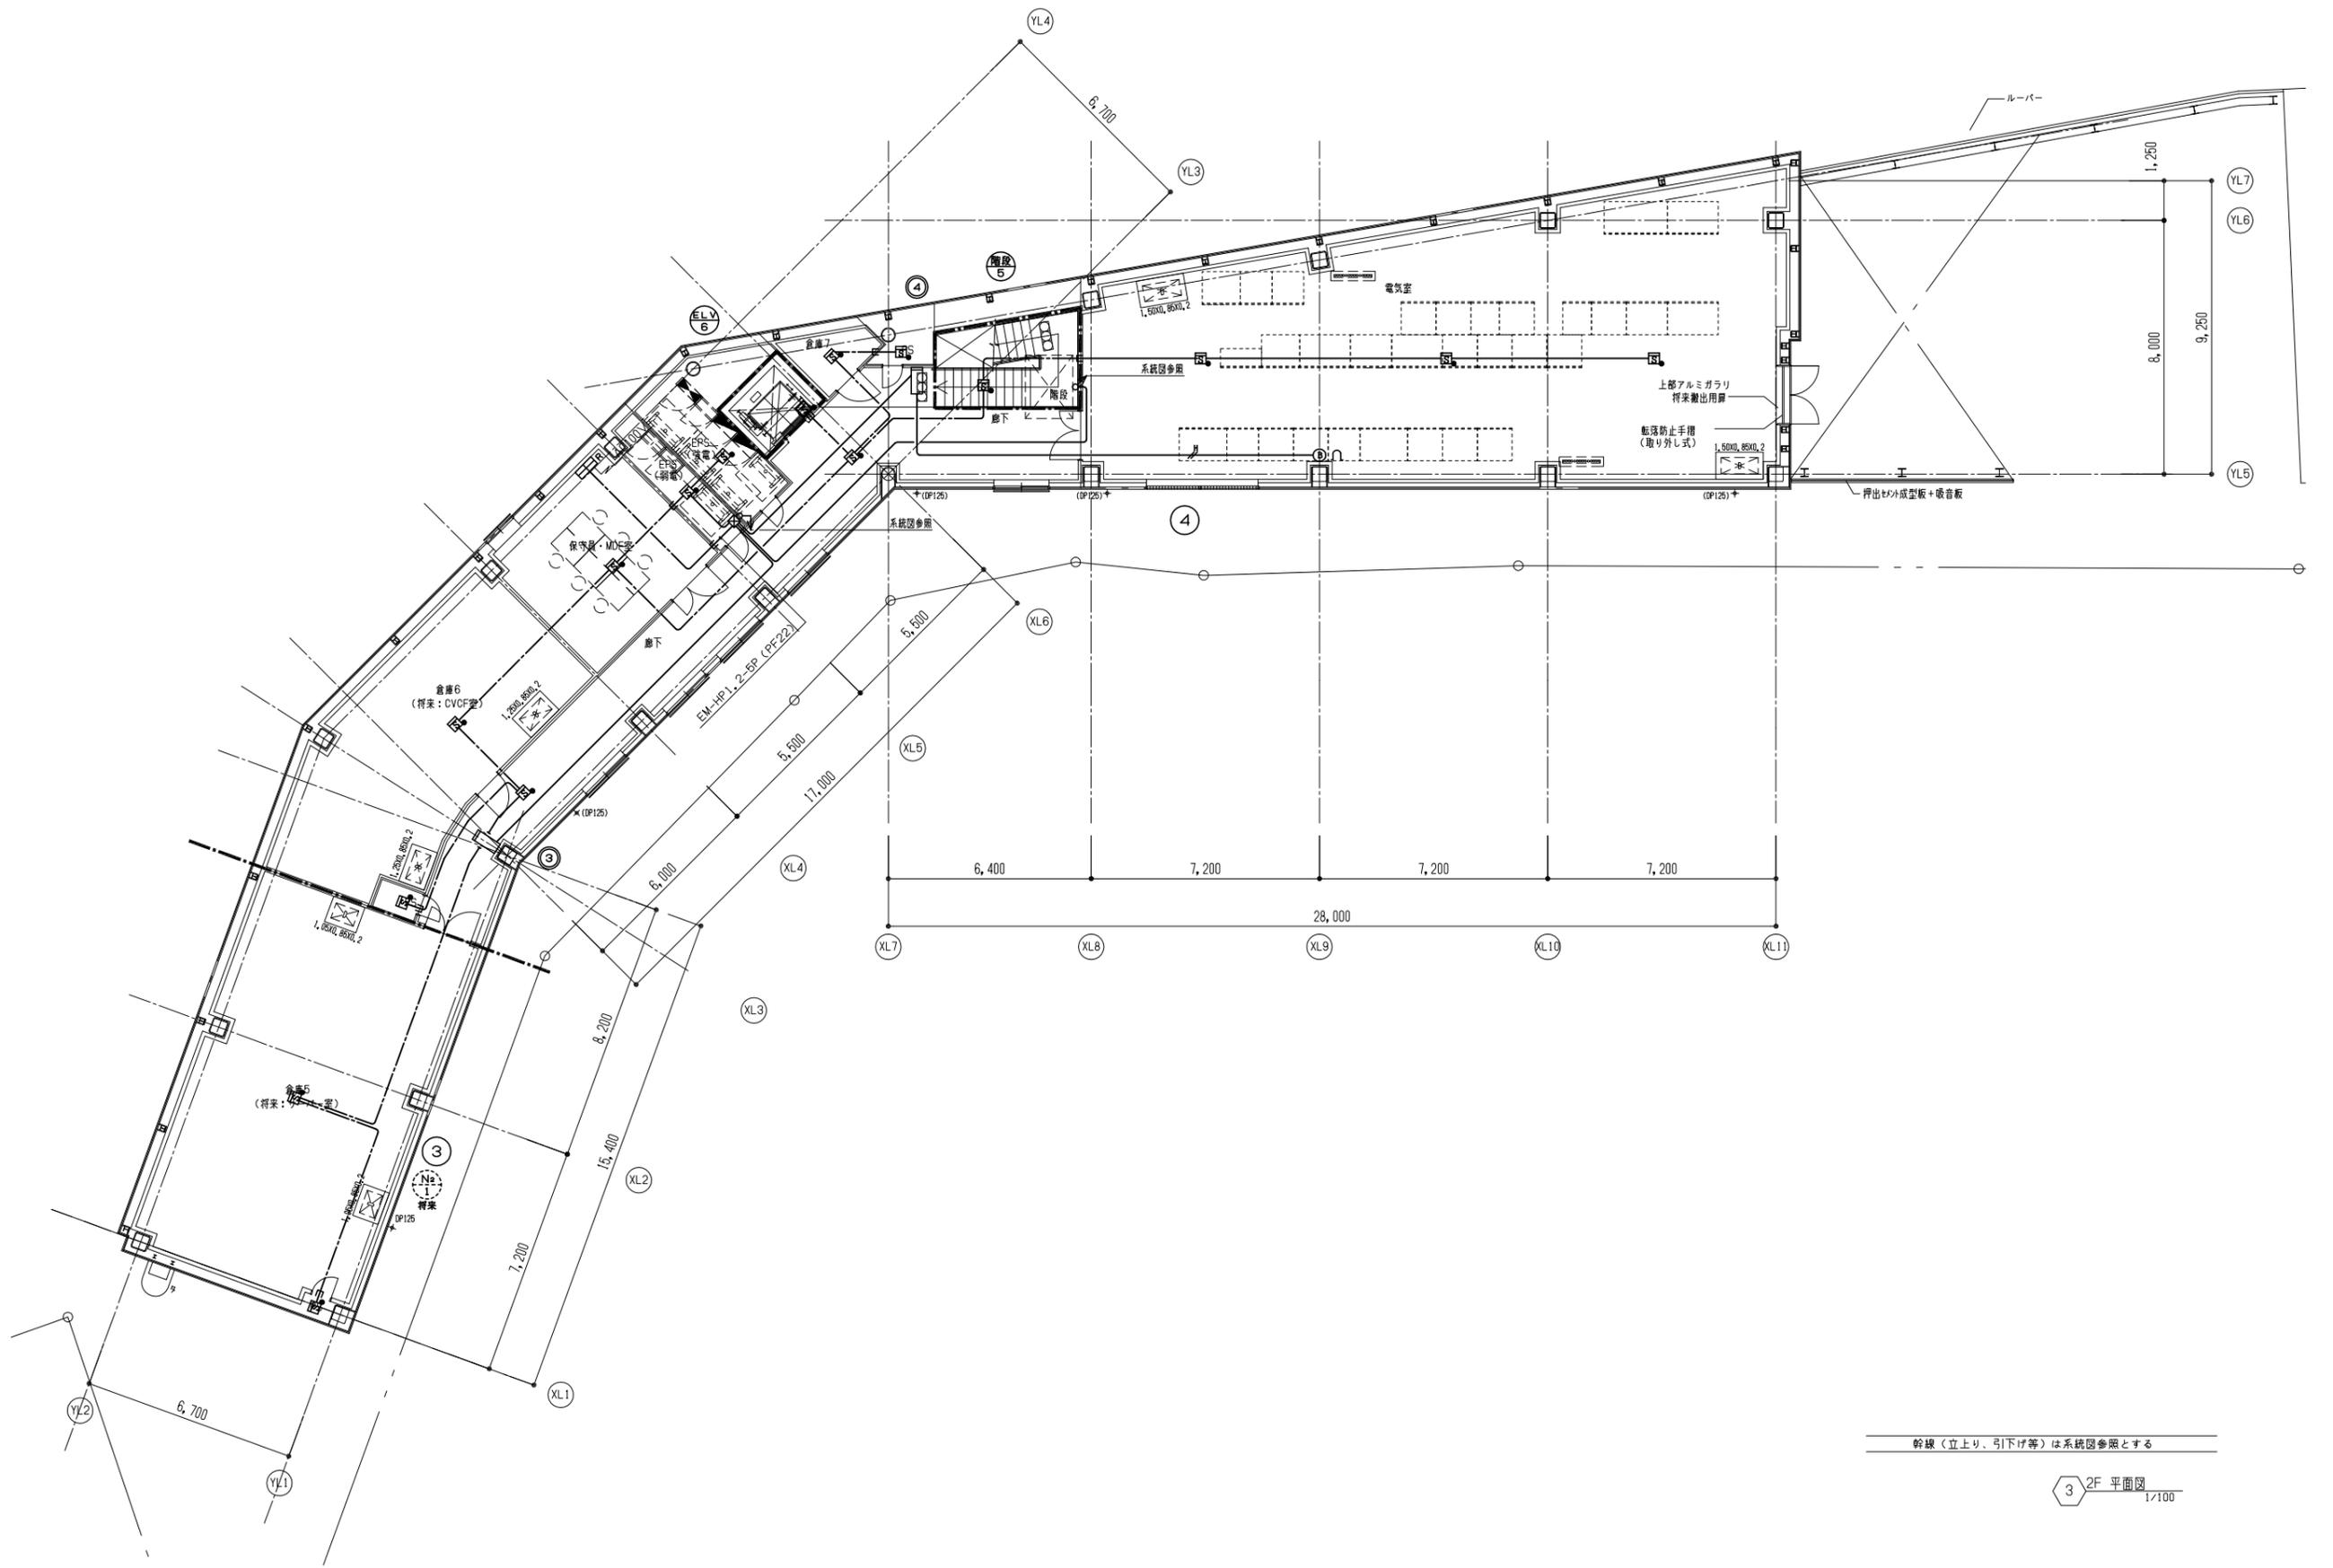 YL4
6,700
YL3
ルーバー
1,250
YL7
YL6
8,000
9,250
YL5
階段
5
4
ELV
6
倉庫7
1.50X0.85X0.2
電気室
系統図参照
階段
廊下
上部アルミガラリ
将来搬出用扉
転落防止手摺
(取り外し式)
1.50X0.85X0.2
押出セメント成型板+吸音板
(DP125)
(DP125)
(DP125)
4
EPS
(強電)
EPS
(弱電)
R
B
系統図参照
保守員・MDF室
廊下
倉庫6
(将来:CVCF室)
1.25X0.85X0.2
EM-HP1.2-5P (PF22)
5,500
5,500
6,000
17,000
XL6
XL5
XL4
XL3
(DP125)
3
1.25X0.85X0.2
1.05X0.85X0.2
6,400
7,200
7,200
7,200
28,000
XL7
XL8
XL9
XL10
XL11
8,200
15,400
7,200
XL2
XL1
倉庫5
3
N2
1
将来
1.05X0.85X0.2
DP125
タ
YL2
6,700
YL1
幹線(立上り、引下げ等)は系統図参照とする
3
2F 平面図
1/100